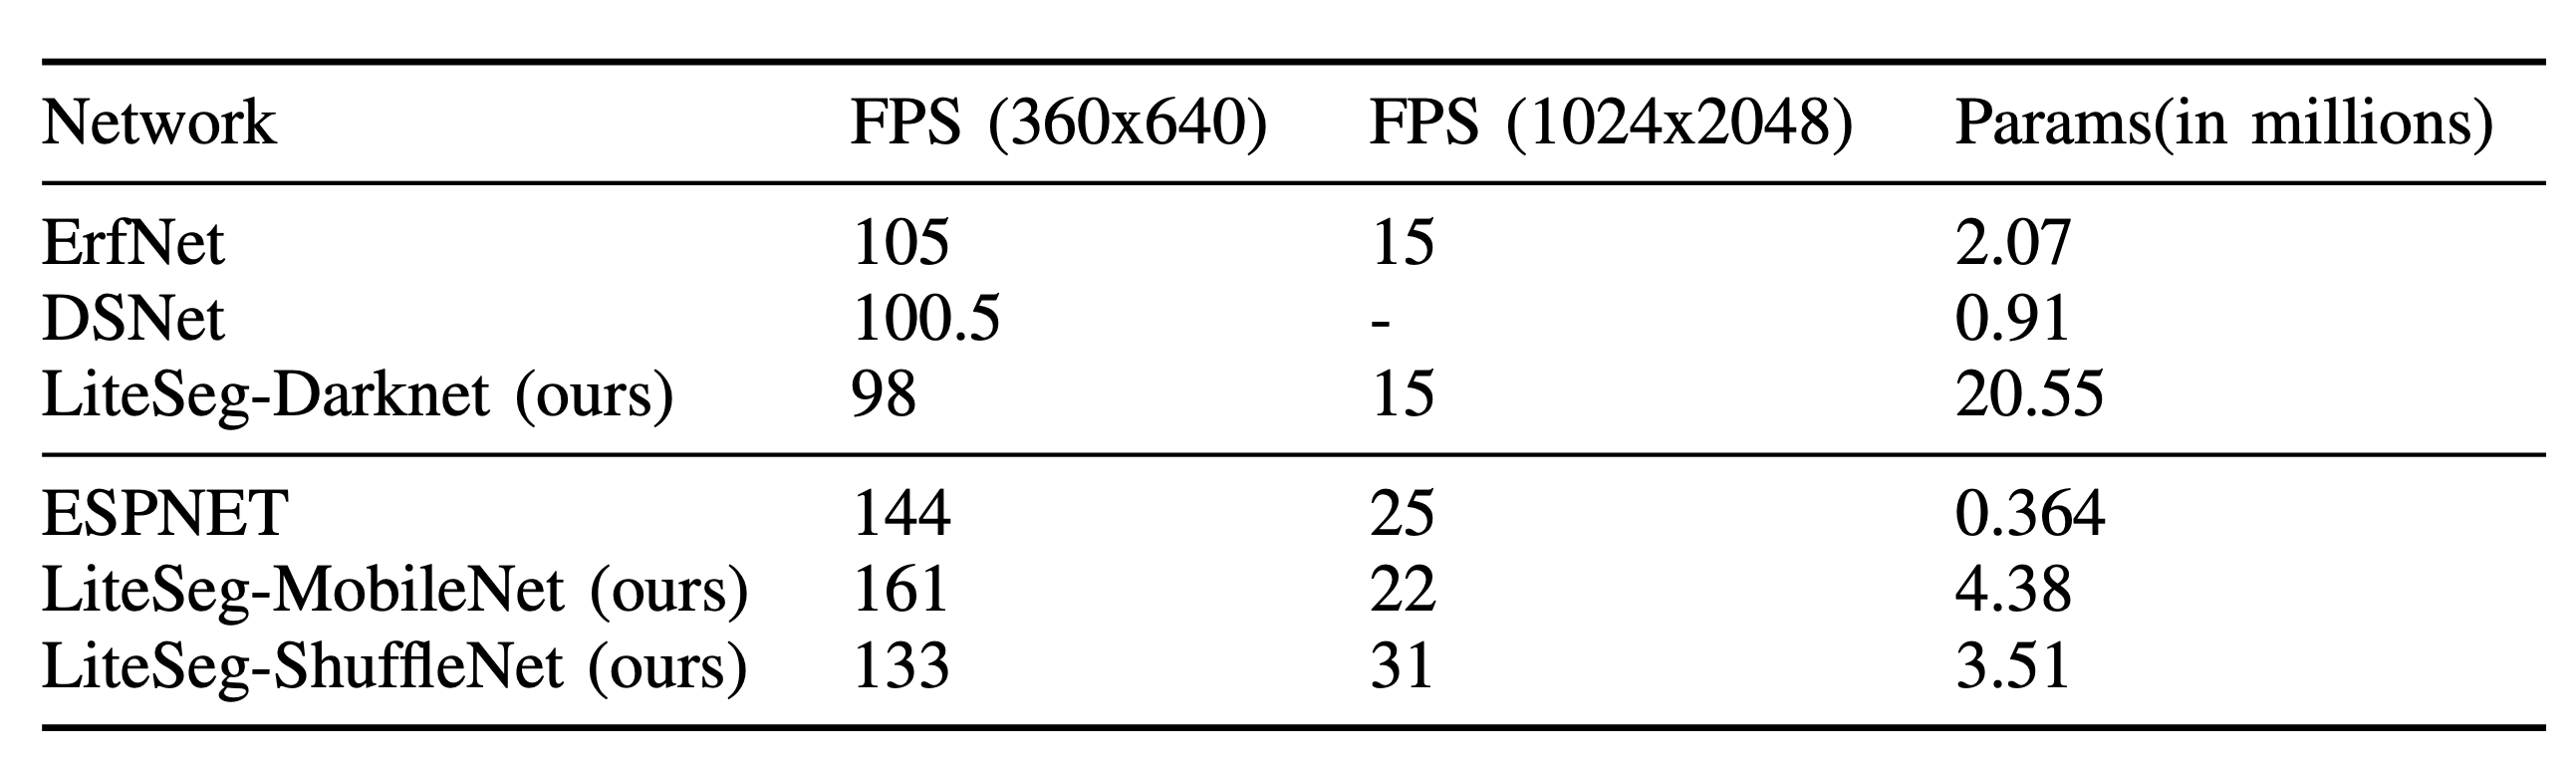 Network FPS (360x640) FPS (1024x2048) Params(in millions)
ErfNet 105 15 2.07
DSNet 100.5 - 0.91
LiteSeg-Darknet (ours) 98 15 20.55
ESPNET 144 25 0.364
LiteSeg-MobileNet (ours) 161 22 4.38
LiteSeg-ShuffleNet (ours) 133 31 3.51